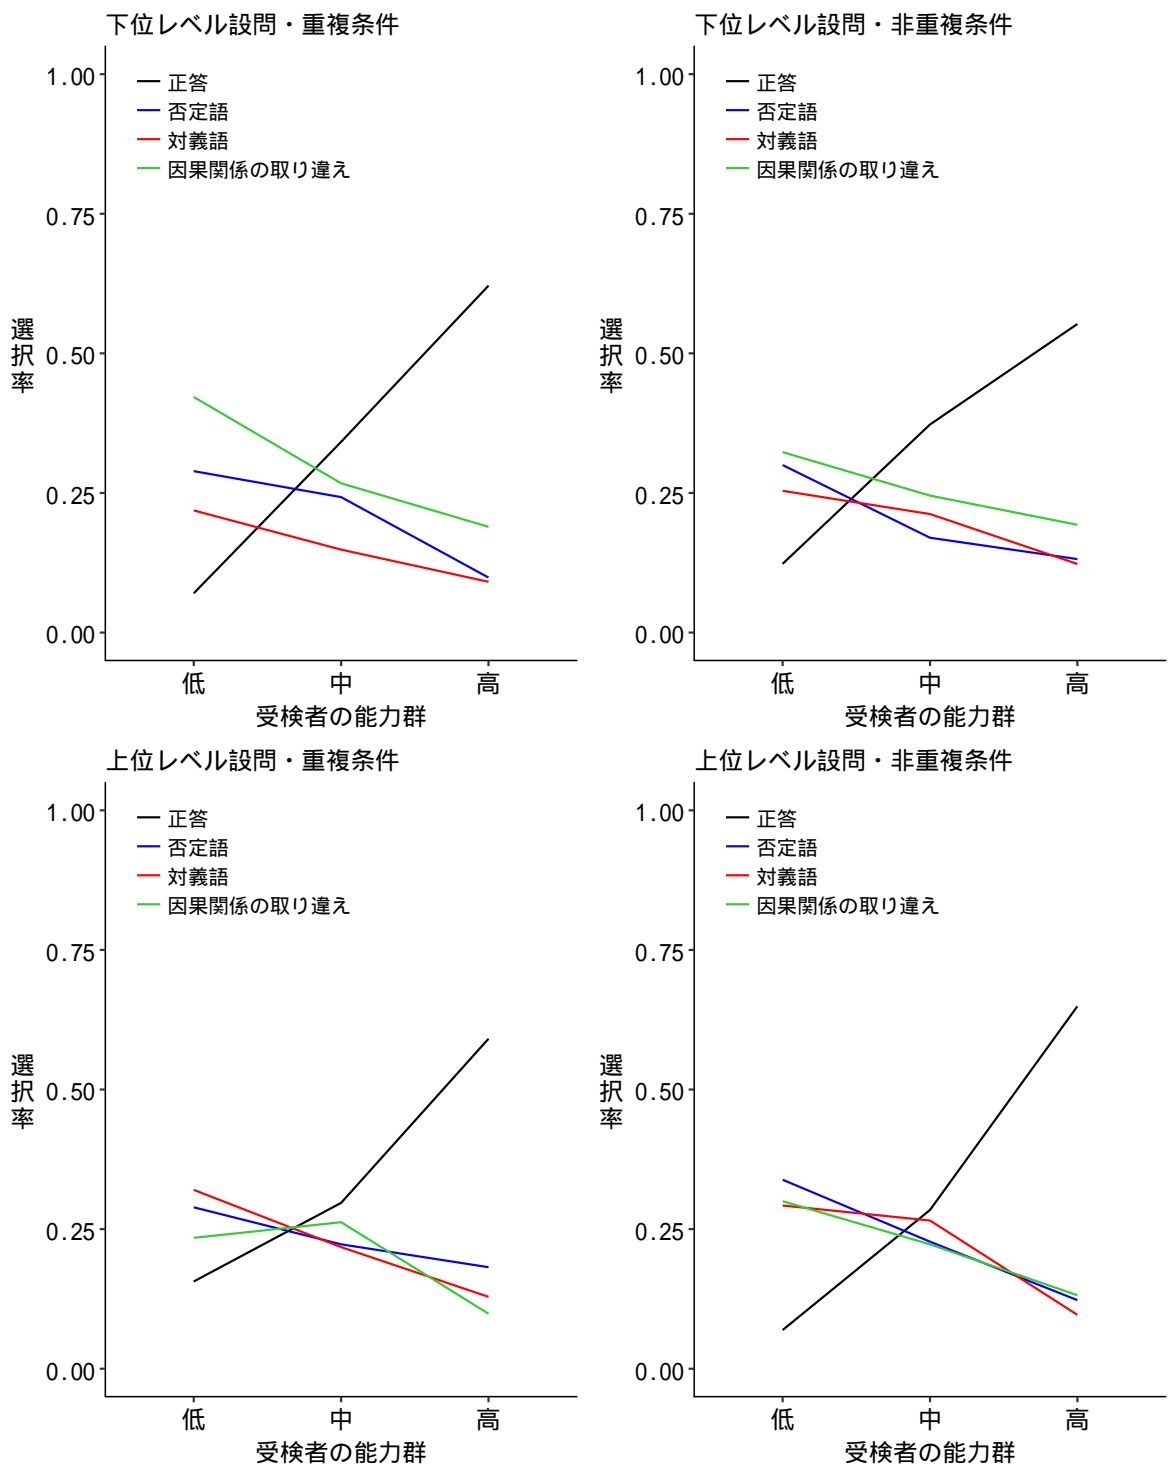 下位レベル設問・重複条件
1.00
0.75
0.50
0.25
0.00
選択率
正答
否定語
対義語
因果関係の取り違え
低 中 高
受検者の能力群
下位レベル設問・非重複条件
1.00
0.75
0.50
0.25
0.00
選択率
正答
否定語
対義語
因果関係の取り違え
低 中 高
受検者の能力群
上位レベル設問・重複条件
1.00
0.75
0.50
0.25
0.00
選択率
正答
否定語
対義語
因果関係の取り違え
低 中 高
受検者の能力群
上位レベル設問・非重複条件
1.00
0.75
0.50
0.25
0.00
選択率
正答
否定語
対義語
因果関係の取り違え
低 中 高
受検者の能力群